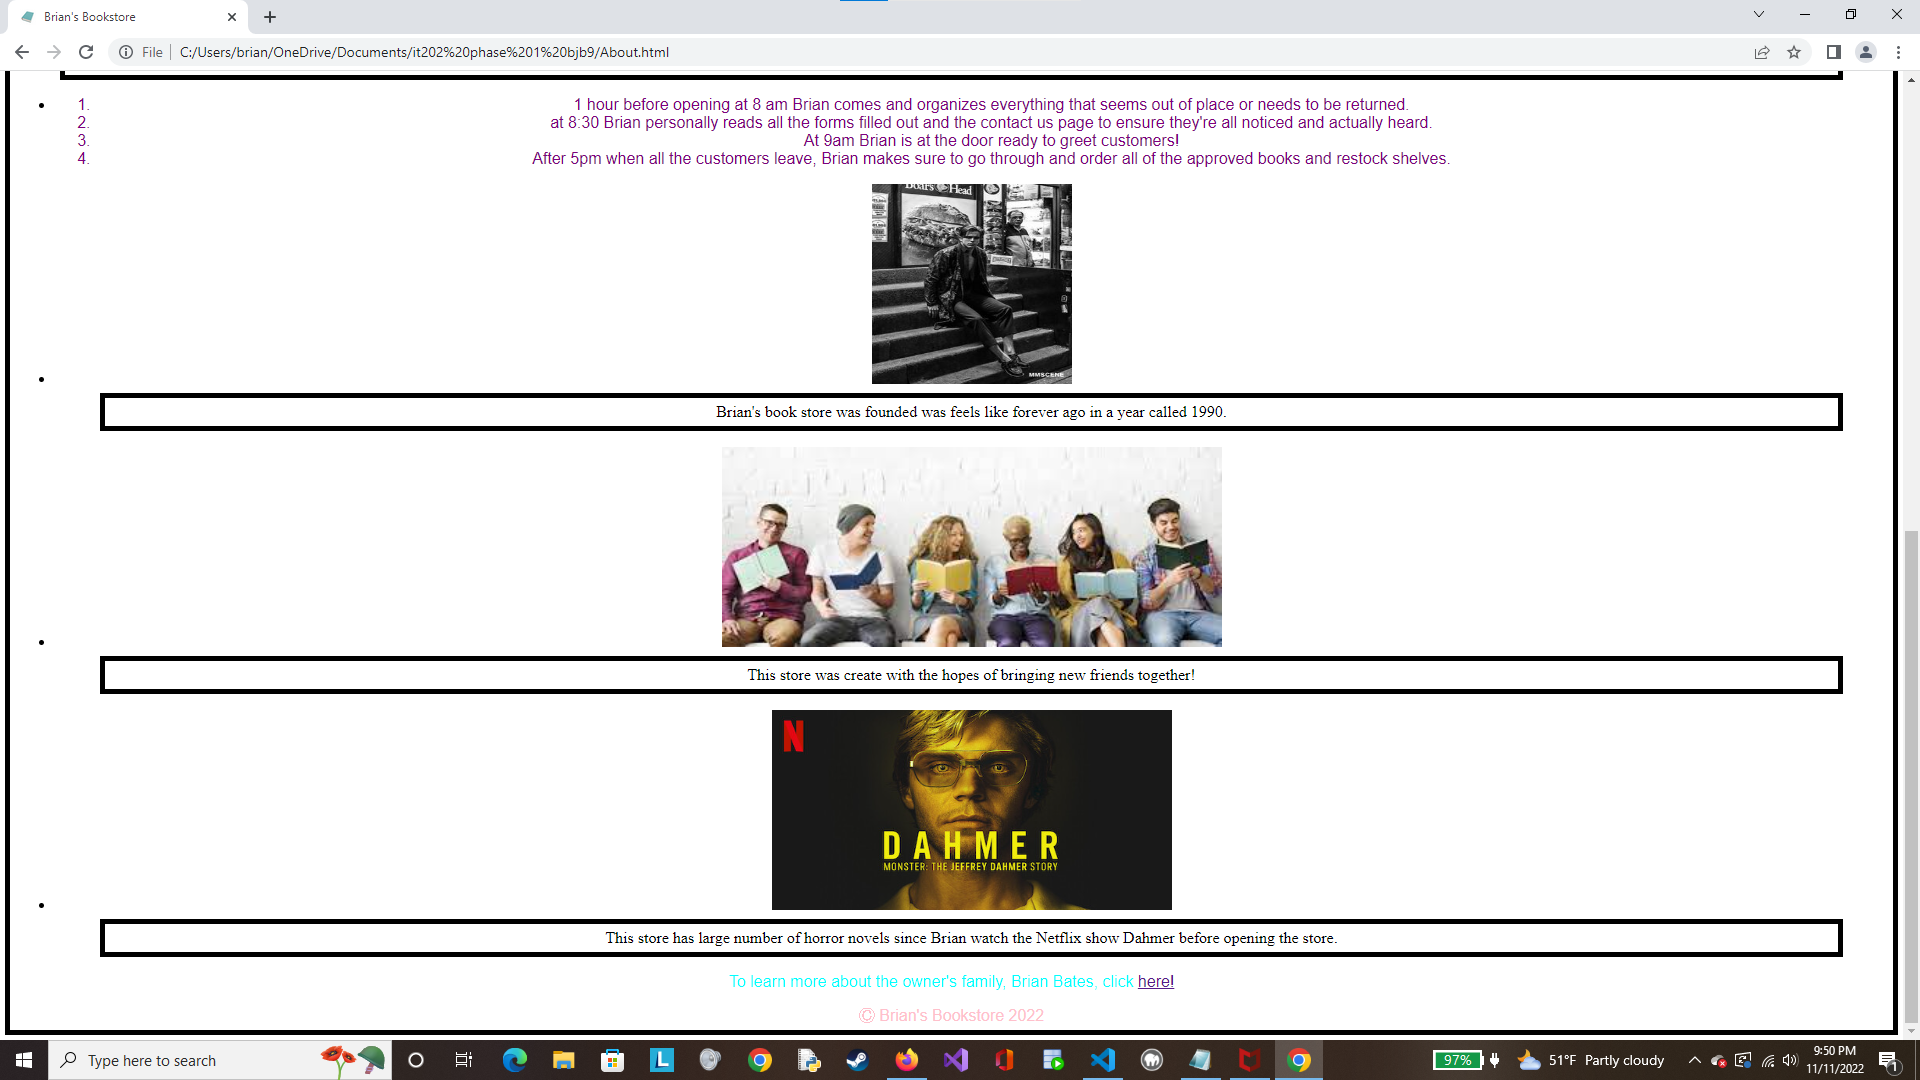 Brian's Bookstore
File
C:/Users/brian/OneDrive/Documents/it202%20phase%201%20bjb9/About.html
1. 1 hour before opening at 8 am Brian comes and organizes everything that seems out of place or needs to be returned.
2. at 8:30 Brian personally reads all the forms filled out and the contact us page to ensure they're all noticed and actually heard.
3. At 9am Brian is at the door ready to greet customers!
4. After 5pm when all the customers leave, Brian makes sure to go through and order all of the approved books and restock shelves.
Boar's Head
MMSCENE
Brian's book store was founded was feels like forever ago in a year called 1990.
This store was create with the hopes of bringing new friends together!
N
DAHMER
MONSTER: THE JEFFREY DAHMER STORY
This store has large number of horror novels since Brian watch the Netflix show Dahmer before opening the store.
To learn more about the owner's family, Brian Bates, click here!
© Brian's Bookstore 2022
Type here to search
L
97%
51°F Partly cloudy
9:50 PM
11/11/2022
1